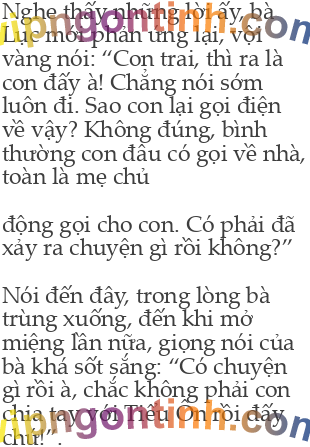 Nghe thấy những lời ấy, bà
Lục mới phản ứng lại, vội
vàng nói: “Con trai, thì ra là
con đấy à! Chẳng nói sớm
luôn đi. Sao con lại gọi điện
về vậy? Không đúng, bình
thường con đâu có gọi về nhà,
toàn là mẹ chủ

động gọi cho con. Có phải đã
xảy ra chuyện gì rồi không?”

Nói đến đây, trong lòng bà
trùng xuống, đến khi mở
miệng lần nữa, giọng nói của
bà khá sốt sắng: “Có chuyện
gì rồi à, chắc không phải con
chia tay với Tiểu Ôn rồi đấy
chứ!”.
vipngontinh.com
vipngontinh.com